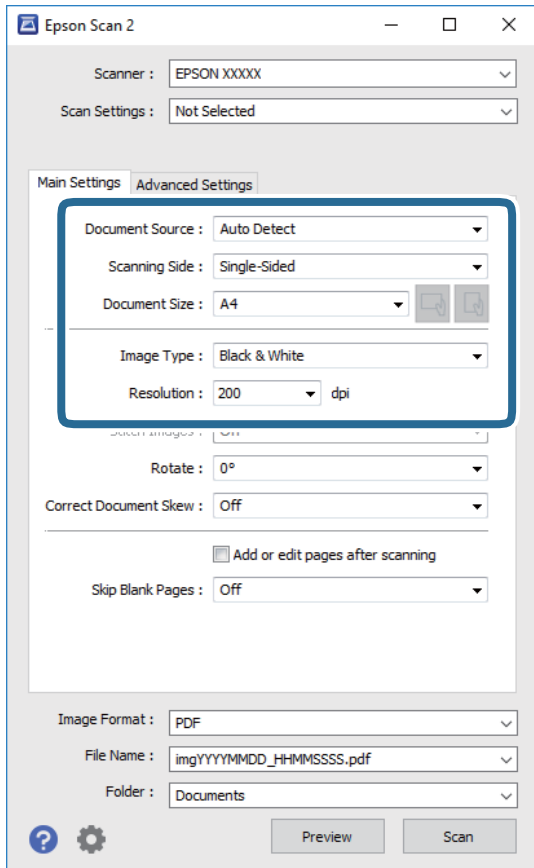 Epson Scan 2
Scanner : EPSON XXXXX
Scan Settings : Not Selected
Main Settings Advanced Settings
Document Source : Auto Detect
Scanning Side : Single-Sided
Document Size : A4
Image Type : Black & White
Resolution : 200 dpi
Stitch Images : On
Rotate : 0°
Correct Document Skew : Off
Add or edit pages after scanning
Skip Blank Pages : Off
Image Format : PDF
File Name : imgYYYYMMDD_HHMMSSSS.pdf
Folder : Documents
? Preview Scan